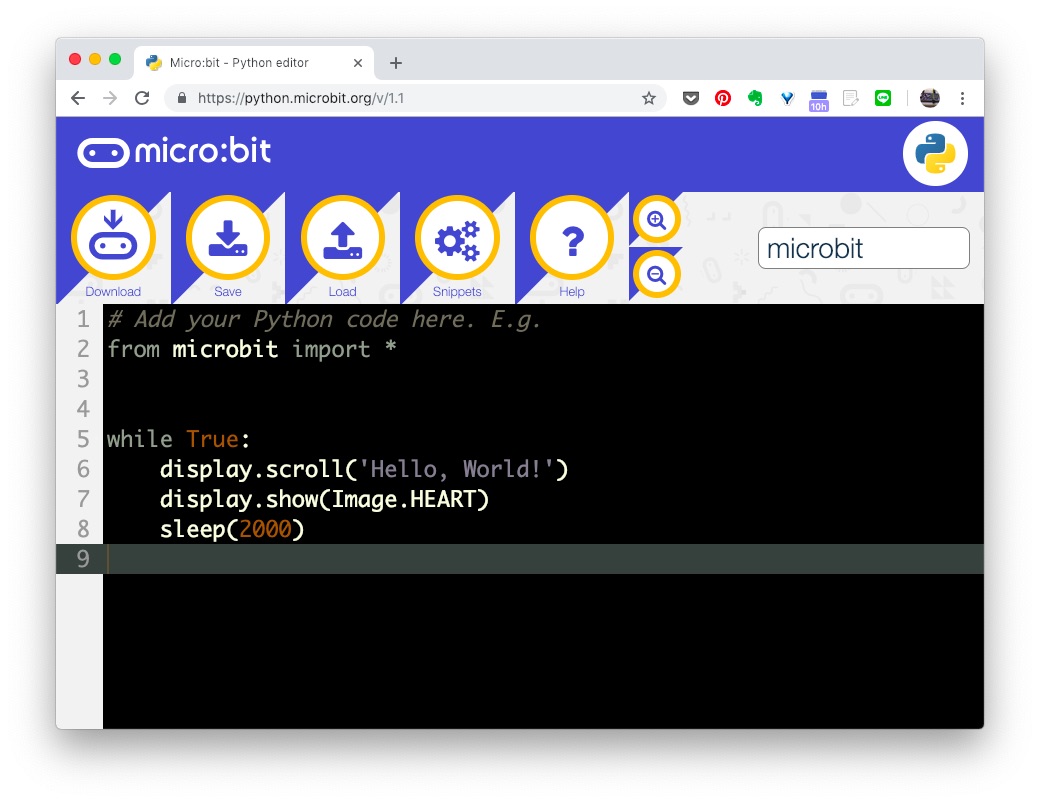 Micro:bit - Python editor
https://python.microbit.org/v/1.1
10h
LINE
micro:bit
Download
Save
Load
Snippets
?
Help
microbit
1 # Add your Python code here. E.g.
2 from microbit import *
3
4
5 while True:
6     display.scroll('Hello, World!')
7     display.show(Image.HEART)
8     sleep(2000)
9